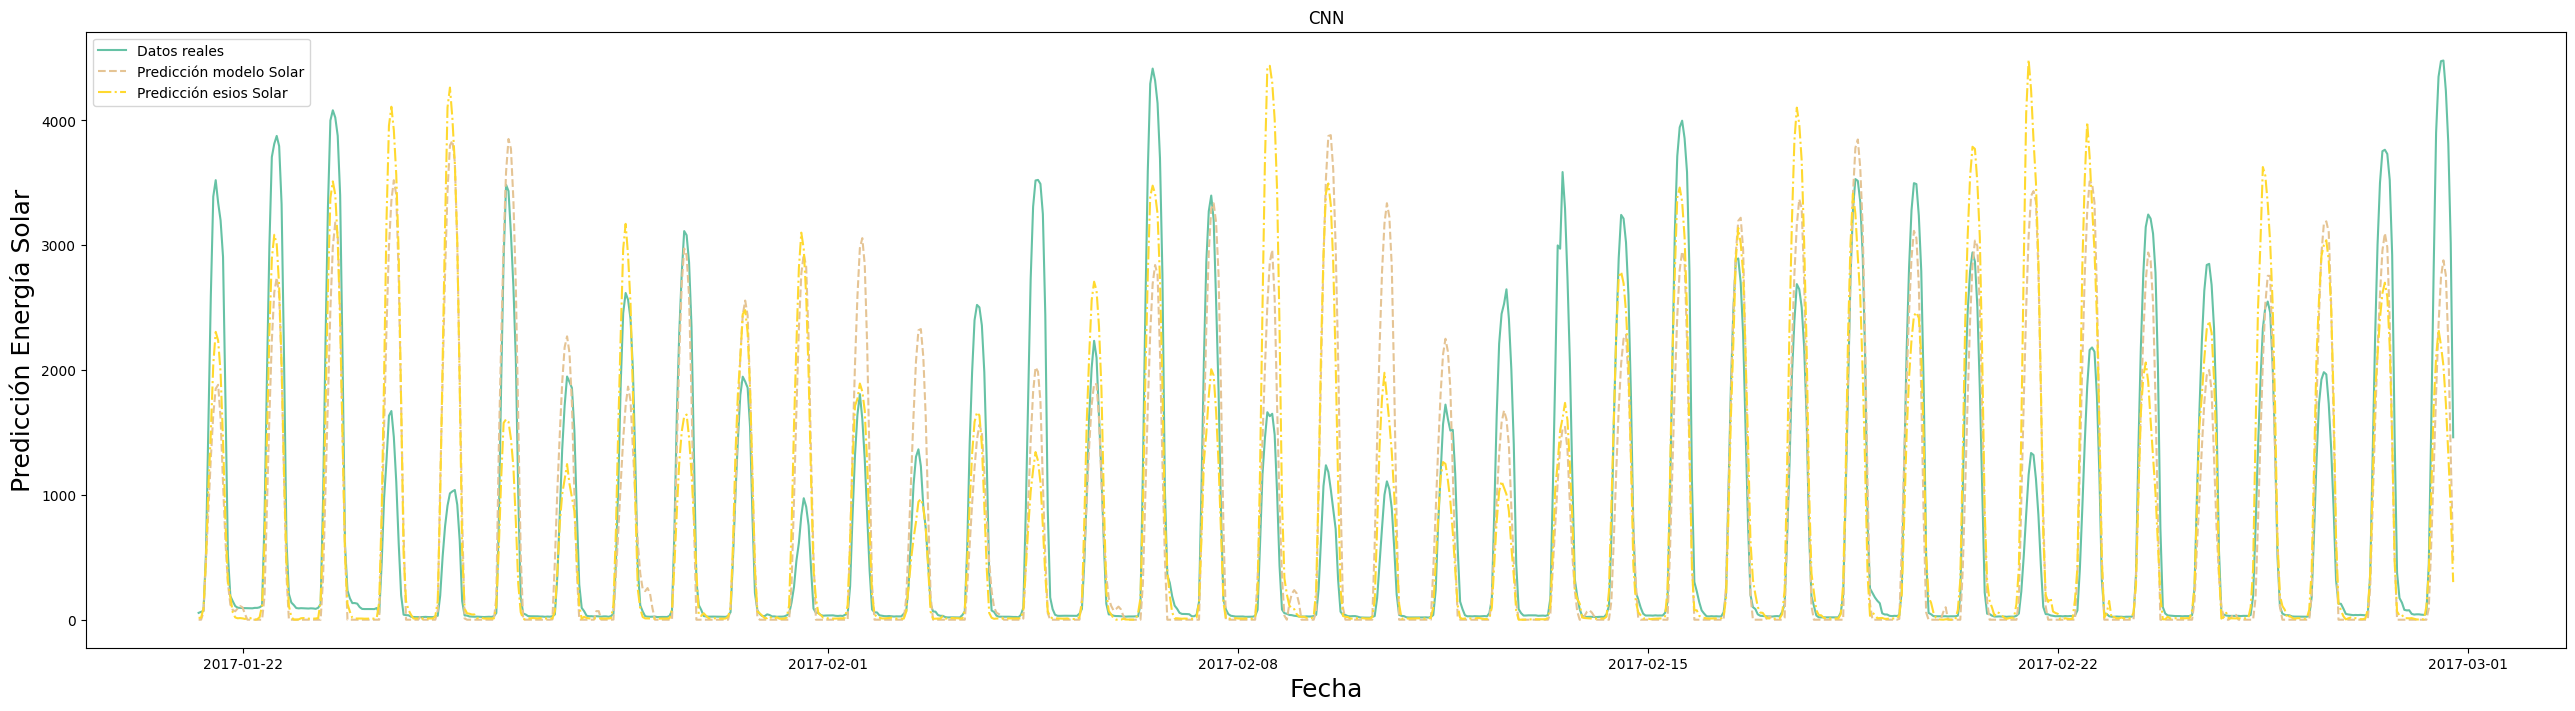 CNN
Datos reales
Predicción modelo Solar
Predicción esios Solar
Predicción Energía Solar
4000
3000
2000
1000
0
2017-01-22
2017-02-01
2017-02-08
2017-02-15
2017-02-22
2017-03-01
Fecha